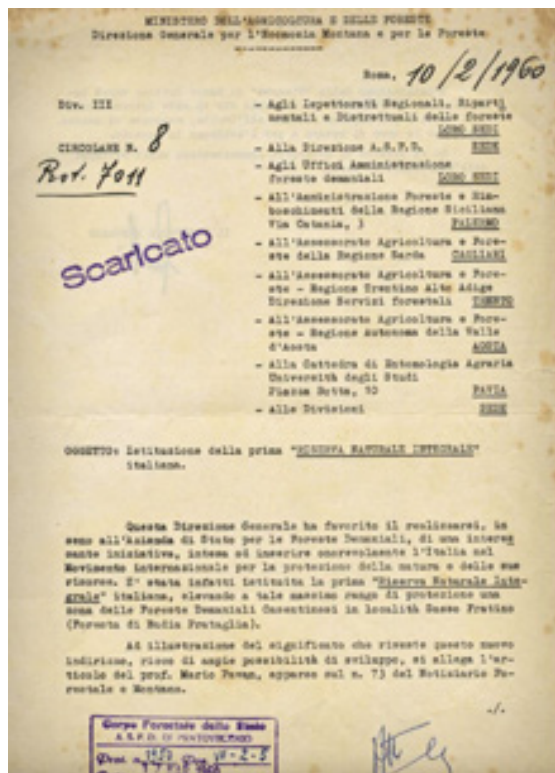 MINISTERO DELL'AGRICOLTURA E DELLE FORESTE
Direzione Generale per l'Economia Montana e per le Foreste
Roma, 10/2/1960
Div. III
CIRCOLARE N. 8
Prot. 7011
Scaricato
- Agli Ispettorati Regionali, Riparti
mentali e Distrettuali delle foreste
LORO SEDI
- Alla Direzione A.S.F.D. SEDE
- Agli Uffici Amministrazione
foreste demaniali LORO SEDI
- All'Amministrazione Foreste e Rim-
boschimenti della Regione Siciliana
Via Catania, 3 PALERMO
- All'Assessorato Agricoltura e Fore-
ste della Regione Sarda CAGLIARI
- All'Assessorato Agricoltura e Fore-
ste - Regione Trentino Alto Adige
Direzione Servizi forestali TRENTO
- All'Assessorato Agricoltura e Fore-
ste - Regione Autonoma della Valle
d'Aosta AOSTA
- Alla Cattedra di Entomologia Agraria
Università degli Studi
Piazza Botta, 10 PAVIA
- Alle Divisioni SEDE
OGGETTO: Istituzione della prima "RISERVA NATURALE INTEGRALE"
italiana.
Questa Direzione Generale ha favorito il realizzarsi, in
seno all'Azienda di Stato per le Foreste Demaniali, di una interes
sante iniziativa, intesa ad inserire onorevolmente l'Italia nel
Movimento internazionale per la protezione della natura e delle sue
risorse. E' stata infatti istituita la prima "Riserva Naturale Inte-
grale" italiana, elevando a tale massimo rango di protezione una
zona delle Foreste Demaniali Casentinesi in località Sasso Fratino
(Foresta di Badia Prataglia).
Ad illustrazione del significato che riveste questo nuovo
indirizzo, ricco di ampie possibilità di sviluppo, si allega l'ar-
ticolo del prof. Mario Pavan, apparso sul n. 73 del Notiziario Fo-
restale e Montano.
-/-
Corpo Forestale dello Stato
A.S.F.D. DI PRATOVECCHIO
Prot. n. 1957 Pos. VI-2-5